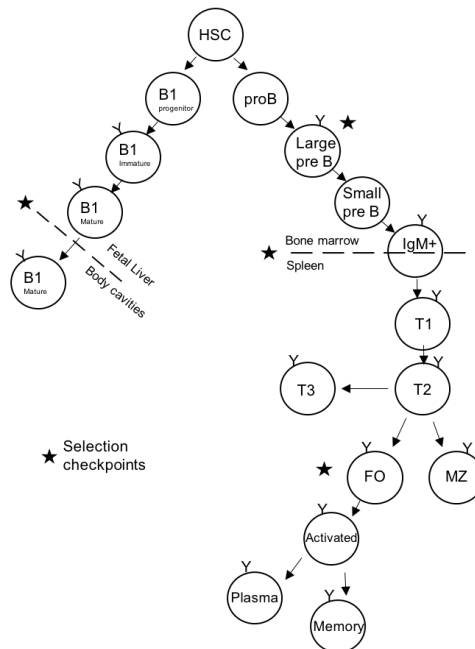 HSC
B1
progenitor
proB
B1
Immature
Large
pre B
B1
Mature
Small
pre B
Fetal Liver
Body cavities
B1
Mature
Bone marrow
IgM+
Spleen
T1
T3
T2
Selection
checkpoints
FO
MZ
Activated
Plasma
Memory